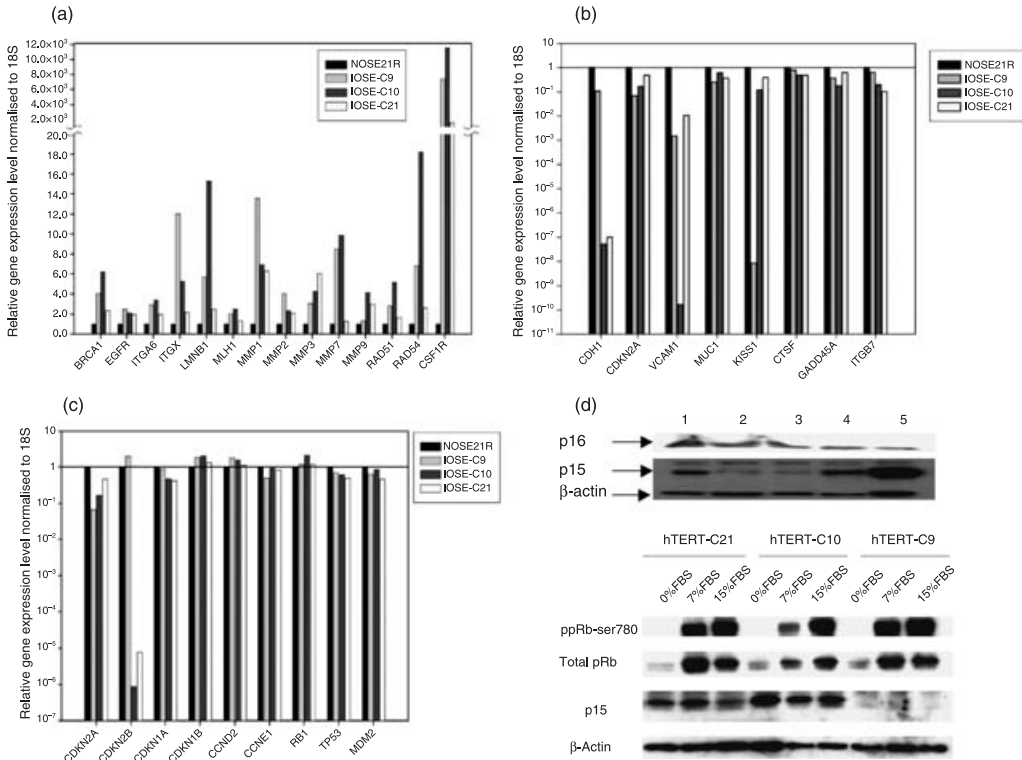 (a)
Relative gene expression level normalised to 18S
12.0×10³
10.0×10³
8.0×10³
6.0×10³
4.0×10³
2.0×10³
20.0
16.0
14.0
12.0
10.0
8.0
6.0
4.0
2.0
0.0
NOSE21R
IOSE-C9
IOSE-C10
IOSE-C21
BRCA1
EGFR
ITGA6
ITGX
LMNB1
MLH1
MMP1
MMP2
MMP3
MMP7
MMP9
RAD51
RAD54
CSF1R
(b)
Relative gene expression level normalised to 18S
10
1
10⁻¹
10⁻²
10⁻³
10⁻⁴
10⁻⁵
10⁻⁶
10⁻⁷
10⁻⁸
10⁻⁹
10⁻¹⁰
10⁻¹¹
NOSE21R
IOSE-C9
IOSE-C10
IOSE-C21
CDH1
CDKN2A
VCAM1
MUC1
KISS1
CTSF
GADD45A
ITGB7
(c)
Relative gene expression level normalised to 18S
10
1
10⁻¹
10⁻²
10⁻³
10⁻⁴
10⁻⁵
10⁻⁶
10⁻⁷
NOSE21R
IOSE-C9
IOSE-C10
IOSE-C21
CDKN2A
CDKN2B
CDKN1A
CDKN1B
CCND2
CCNE1
RB1
TP53
MDM2
(d)
1 2 3 4 5
p16
p15
β-actin
hTERT-C21 hTERT-C10 hTERT-C9
0%FBS 7%FBS 15%FBS 0%FBS 7%FBS 15%FBS 0%FBS 7%FBS 15%FBS
ppRb-ser780
Total pRb
p15
β-Actin